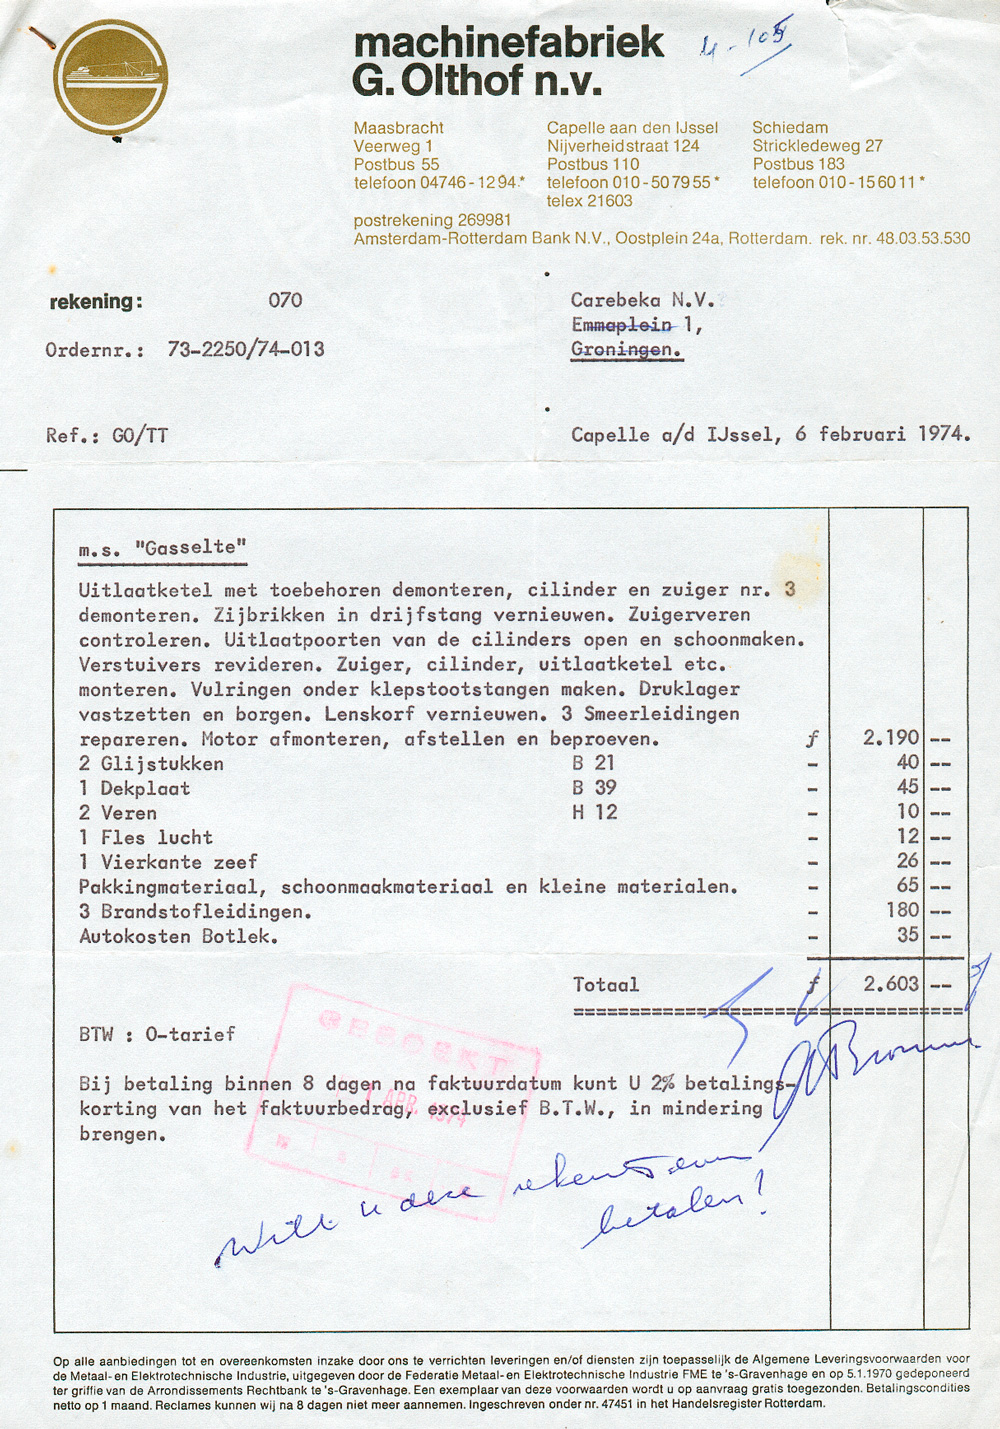 machinefabriek
G. Olthof n.v.
Maasbracht
Veerweg 1
Postbus 55
telefoon 04746-1294*
Capelle aan den IJssel
Nijverheidstraat 124
Postbus 110
telefoon 010-507955*
telex 21603
Schiedam
Strickledeweg 27
Postbus 183
telefoon 010-156011*
postrekening 269981
Amsterdam-Rotterdam Bank N.V., Oostplein 24a, Rotterdam. rek. nr. 48.03.53.530
rekening: 070
Carebeka N.V.
Emmaplein 1,
Groningen.
Ordernr.: 73-2250/74-013
Ref.: GO/TT
Capelle a/d IJssel, 6 februari 1974.
m.s. "Gasselte"
Uitlaatketel met toebehoren demonteren, cilinder en zuiger nr. 3
demonteren. Zijbrikken in drijfstang vernieuwen. Zuigerveren
controleren. Uitlaatpoorten van de cilinders open en schoonmaken.
Verstuivers revideren. Zuiger, cilinder, uitlaatketel etc.
monteren. Vulringen onder klepstootstangen maken. Druklager
vastzetten en borgen. Lenskorf vernieuwen. 3 Smeerleidingen
repareren. Motor afmonteren, afstellen en beproeven. ƒ 2.190 --
2 Glijstukken B 21 - 40 --
1 Dekplaat B 39 - 45 --
2 Veren H 12 - 10 --
1 Fles lucht - 12 --
1 Vierkante zeef - 26 --
Pakkingmateriaal, schoonmaakmateriaal en kleine materialen. - 65 --
3 Brandstofleidingen. - 180 --
Autokosten Botlek. - 35 --
Totaal ƒ 2.603 --
BTW : O-tarief
GEBOEKT
APR. 1974
Bij betaling binnen 8 dagen na faktuurdatum kunt U 2% betalings-
korting van het faktuurbedrag, exclusief B.T.W., in mindering
brengen.
Wilt u deze rekening even
betalen!
Op alle aanbiedingen tot en overeenkomsten inzake door ons te verrichten leveringen en/of diensten zijn toepasselijk de Algemene Leveringsvoorwaarden voor
de Metaal- en Elektrotechnische Industrie, uitgegeven door de Federatie Metaal- en Elektrotechnische Industrie FME te 's-Gravenhage en op 5.1.1970 gedeponeerd
ter griffie van de Arrondissements Rechtbank te 's-Gravenhage. Een exemplaar van deze voorwaarden wordt u op aanvraag gratis toegezonden. Betalingscondities
netto op 1 maand. Reclames kunnen wij na 8 dagen niet meer aannemen. Ingeschreven onder nr. 47451 in het Handelsregister Rotterdam.